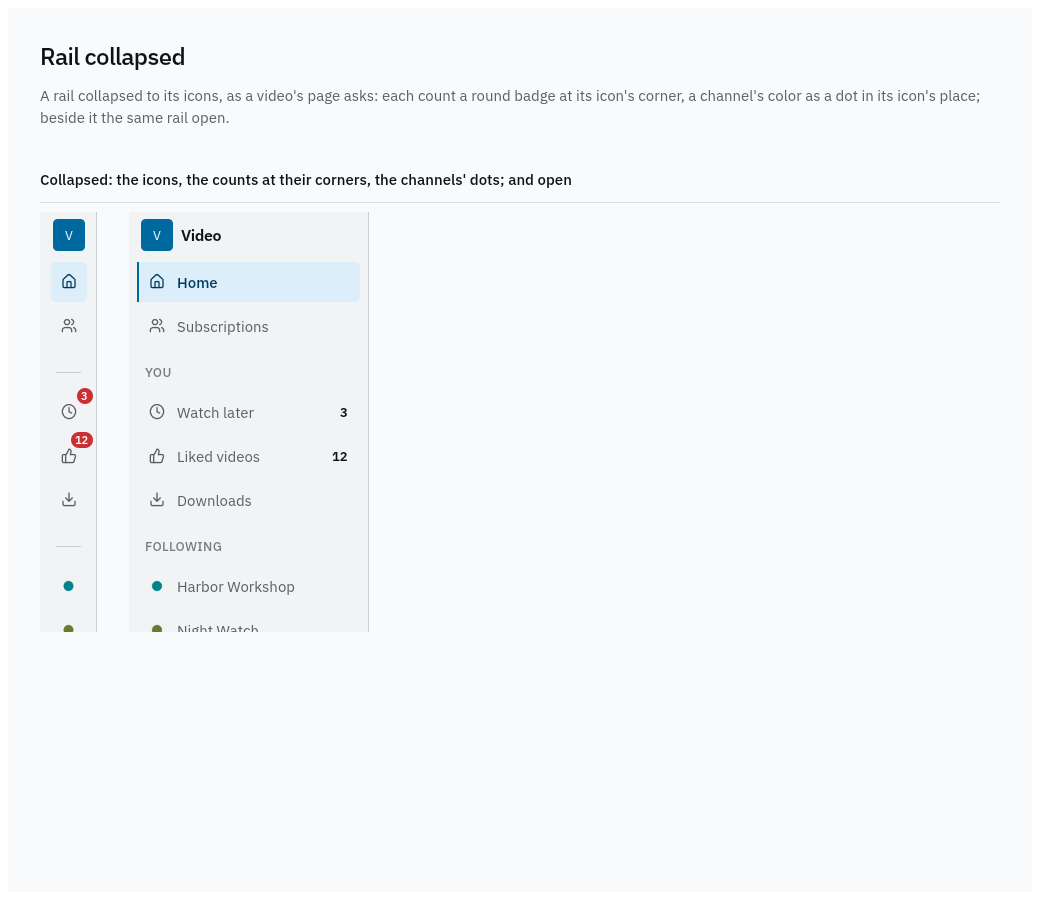 Rail collapsed
A rail collapsed to its icons, as a video's page asks: each count a round badge at its icon's corner, a channel's color as a dot in its icon's place;
beside it the same rail open.
Collapsed: the icons, the counts at their corners, the channels' dots; and open
V
3
12
V Video
Home
Subscriptions
YOU
Watch later 3
Liked videos 12
Downloads
FOLLOWING
Harbor Workshop
Night Watch